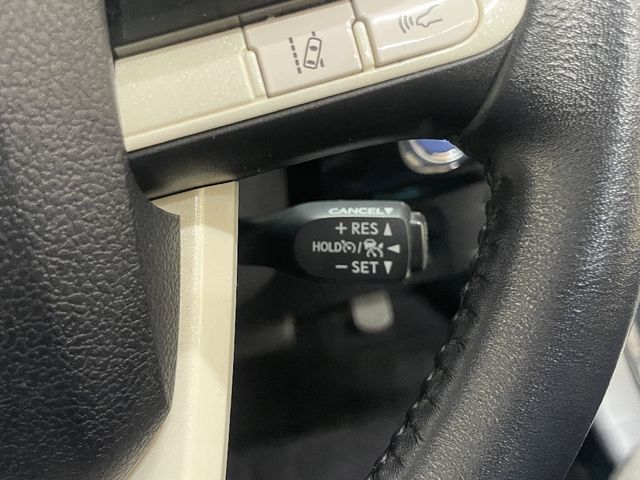 CANCEL▼
+ RES ▲
HOLD / ◀
− SET ▼